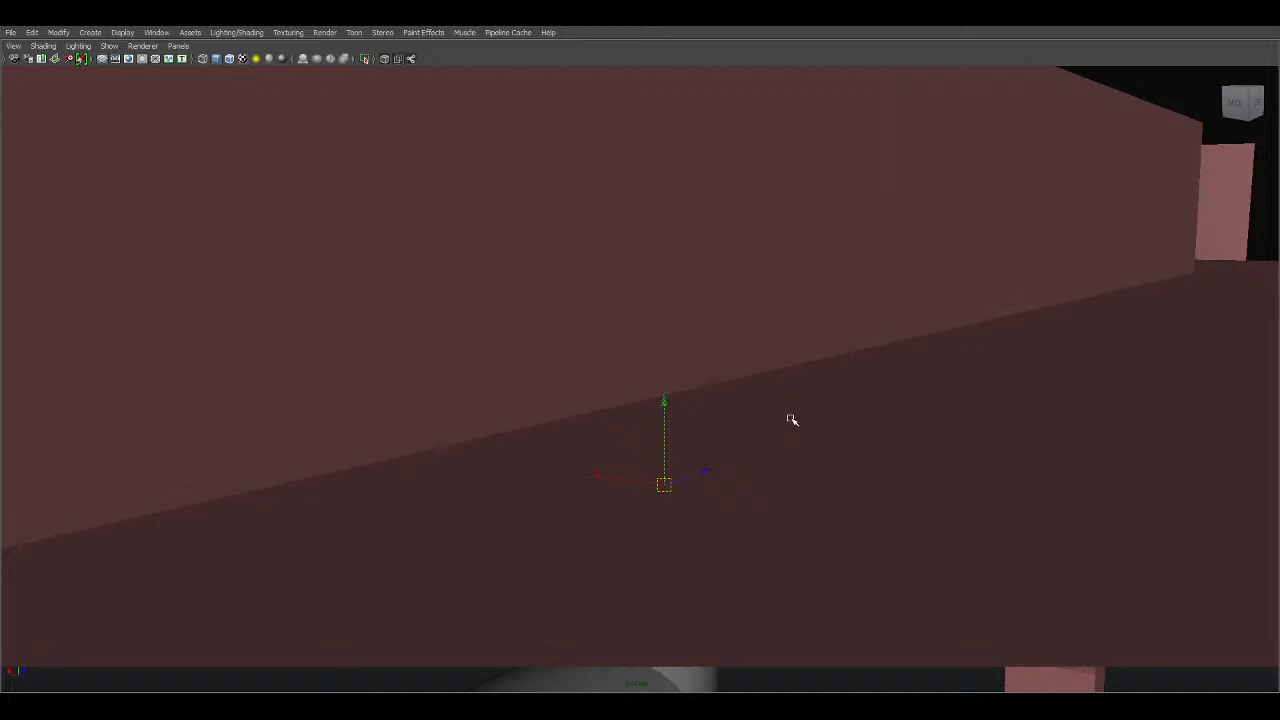 File Edit Modify Create Display Window Assets Lighting/Shading Texturing Render Toon Stereo Paint Effects Muscle Pipeline Cache Help
View Shading Lighting Show Renderer Panels
persp